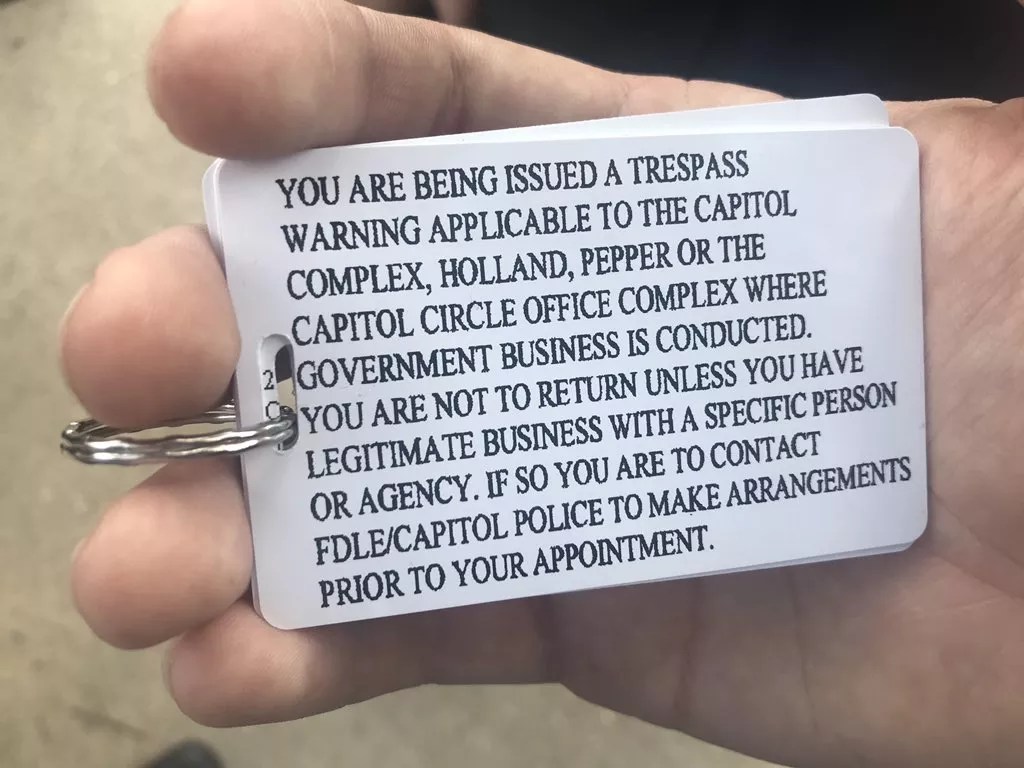 YOU ARE BEING ISSUED A TRESPASS
WARNING APPLICABLE TO THE CAPITOL
COMPLEX, HOLLAND, PEPPER OR THE
CAPITOL CIRCLE OFFICE COMPLEX WHERE
GOVERNMENT BUSINESS IS CONDUCTED.
YOU ARE NOT TO RETURN UNLESS YOU HAVE
LEGITIMATE BUSINESS WITH A SPECIFIC PERSON
OR AGENCY. IF SO YOU ARE TO CONTACT
FDLE/CAPITOL POLICE TO MAKE ARRANGEMENTS
PRIOR TO YOUR APPOINTMENT.
2